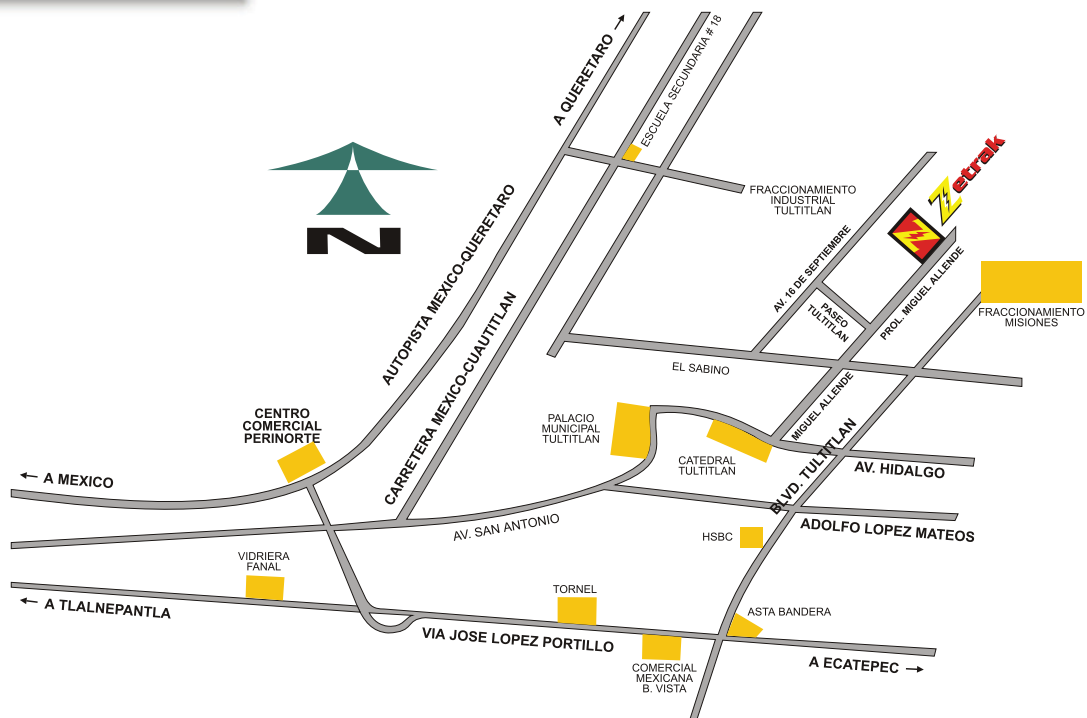 A QUERETARO
ESCUELA SECUNDARIA # 18
Zetrak
Z
FRACCIONAMIENTO
INDUSTRIAL
TULTITLAN
N
AUTOPISTA MEXICO-QUERETARO
AV. 16 DE SEPTIEMBRE
PROL. MIGUEL ALLENDE
PASEO
TULTITLAN
FRACCIONAMIENTO
MISIONES
CARRETERA MEXICO-CUAUTITLAN
EL SABINO
MIGUEL ALLENDE
CENTRO
COMERCIAL
PERINORTE
PALACIO
MUNICIPAL
TULTITLAN
CATEDRAL
TULTITLAN
BLVD. TULTITLAN
AV. HIDALGO
A MEXICO
AV. SAN ANTONIO
ADOLFO LOPEZ MATEOS
HSBC
VIDRIERA
FANAL
TORNEL
ASTA BANDERA
A TLALNEPANTLA
VIA JOSE LOPEZ PORTILLO
A ECATEPEC
COMERCIAL
MEXICANA
B. VISTA